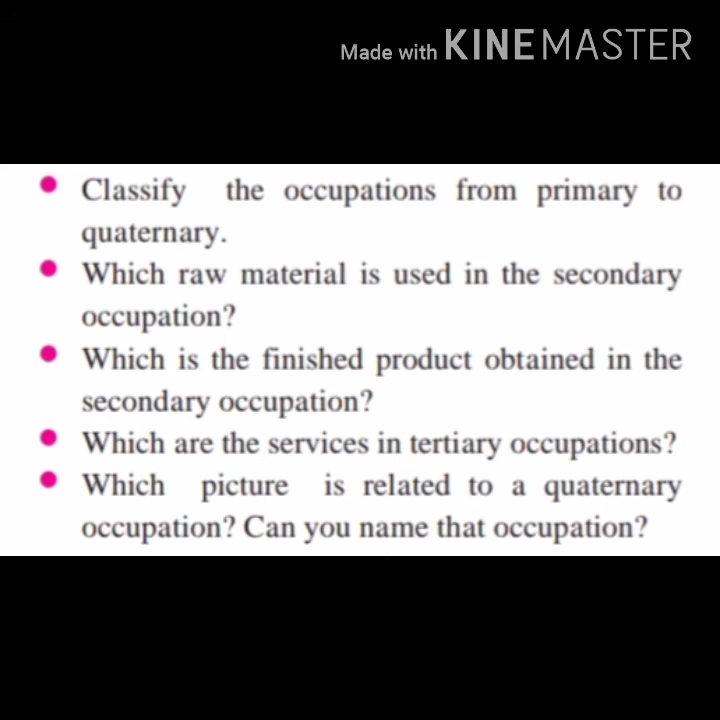 Made with KINEMASTER
• Classify the occupations from primary to
quaternary.
• Which raw material is used in the secondary
occupation?
• Which is the finished product obtained in the
secondary occupation?
• Which are the services in tertiary occupations?
• Which picture is related to a quaternary
occupation? Can you name that occupation?